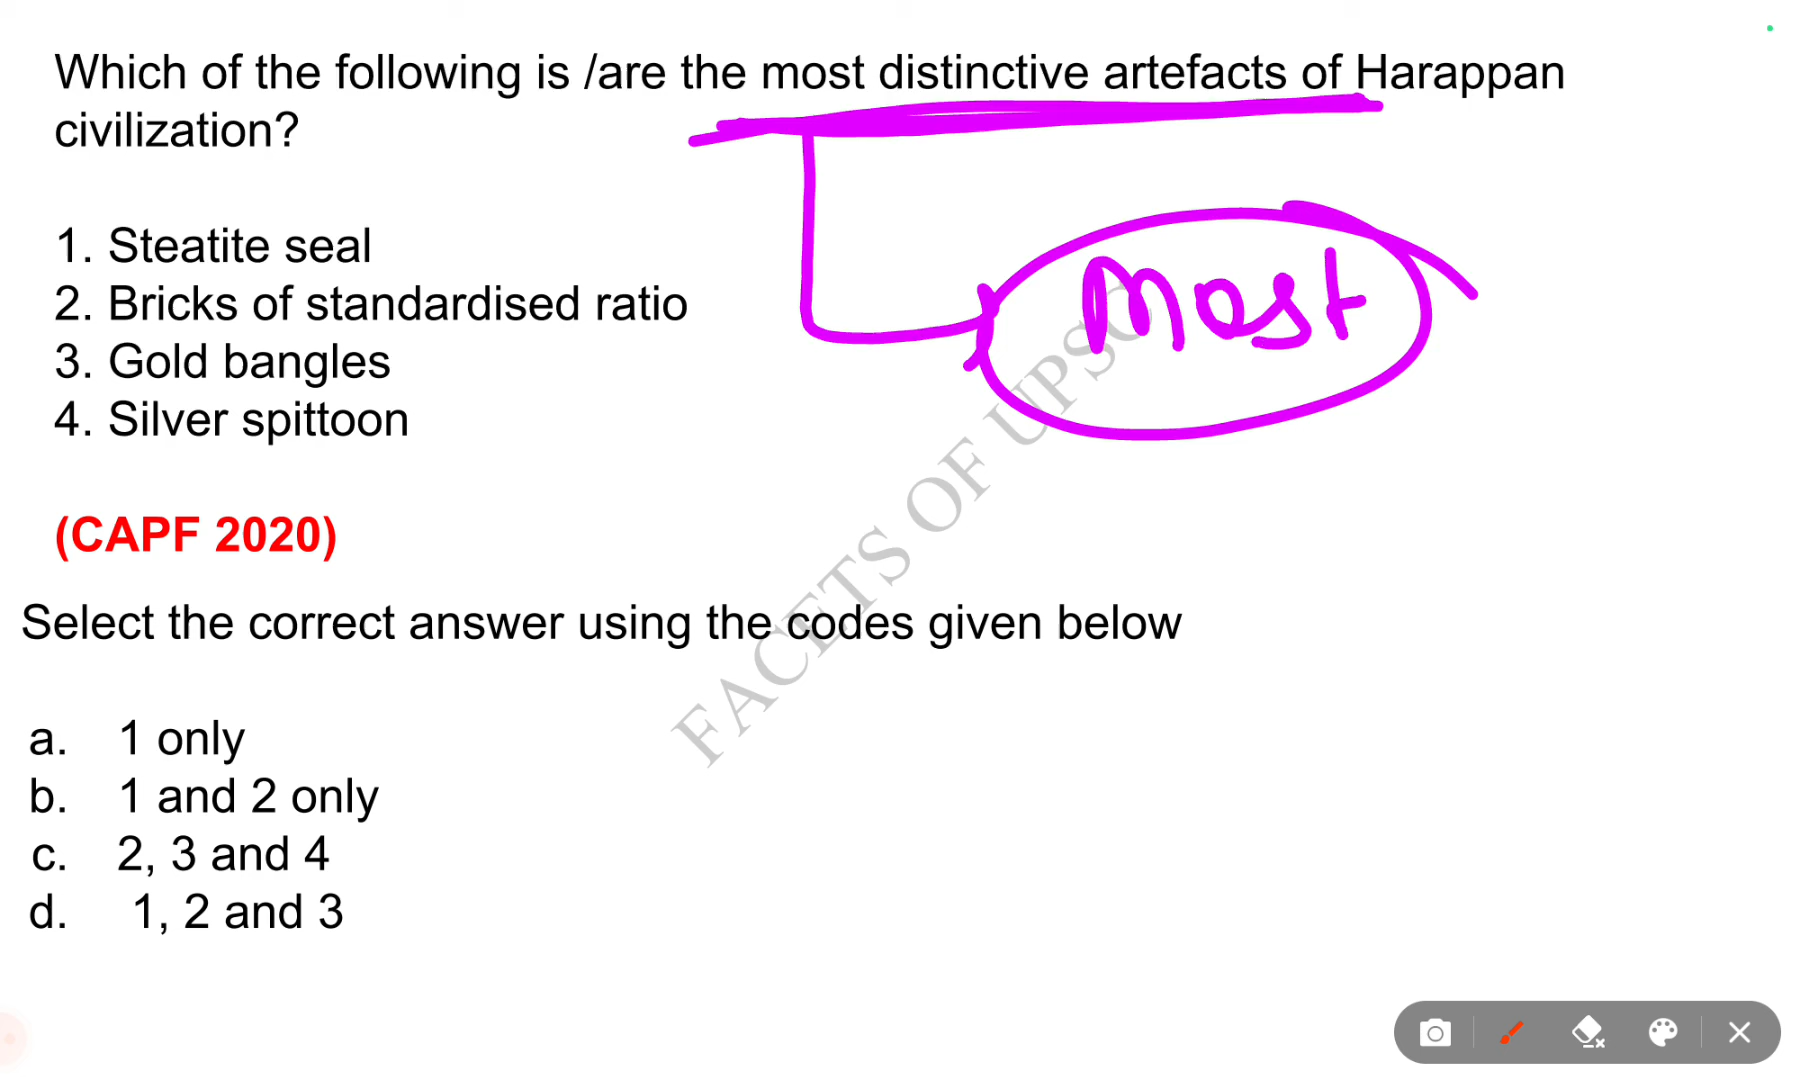 Which of the following is /are the most distinctive artefacts of Harappan
civilization?
1. Steatite seal
2. Bricks of standardised ratio
3. Gold bangles
4. Silver spittoon
Most
(CAPF 2020)
Select the correct answer using the codes given below
a. 1 only
b. 1 and 2 only
c. 2, 3 and 4
d. 1, 2 and 3
FACETS OF UPSC